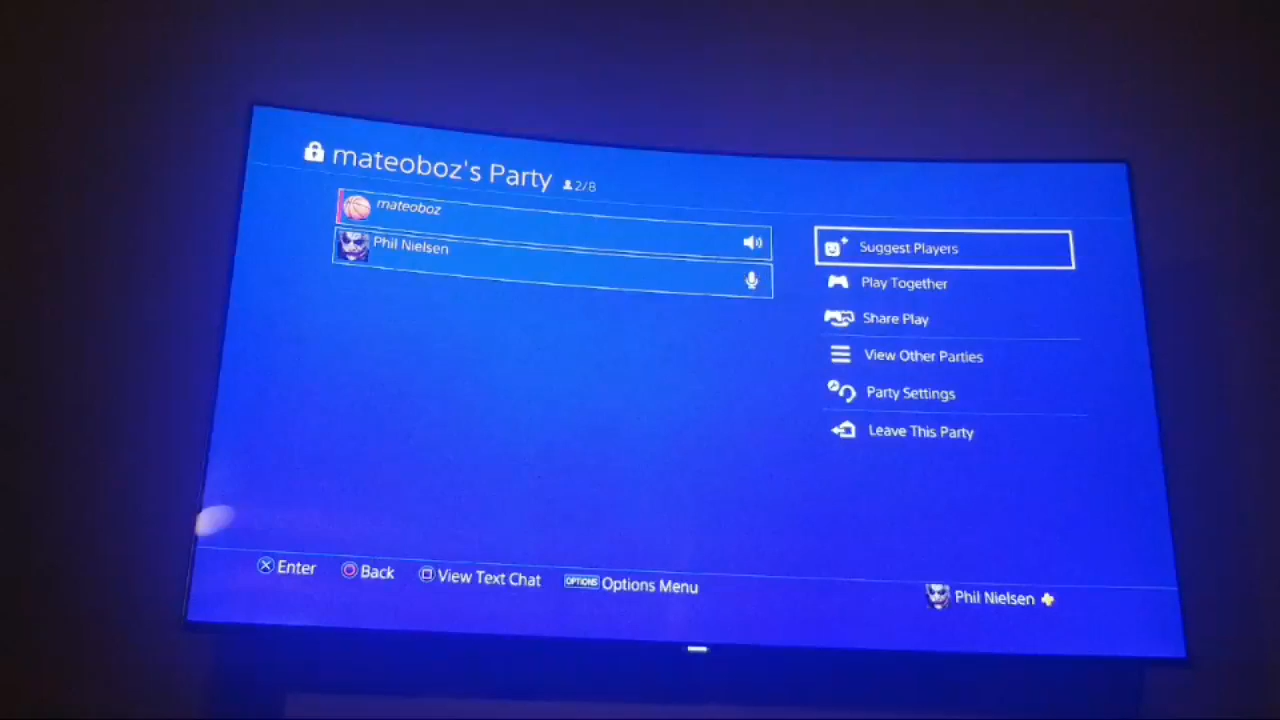 mateoboz's Party 2/8
mateoboz
Phil Nielsen
Suggest Players
Play Together
Share Play
View Other Parties
Party Settings
Leave This Party
Enter Back View Text Chat OPTIONS Options Menu
Phil Nielsen